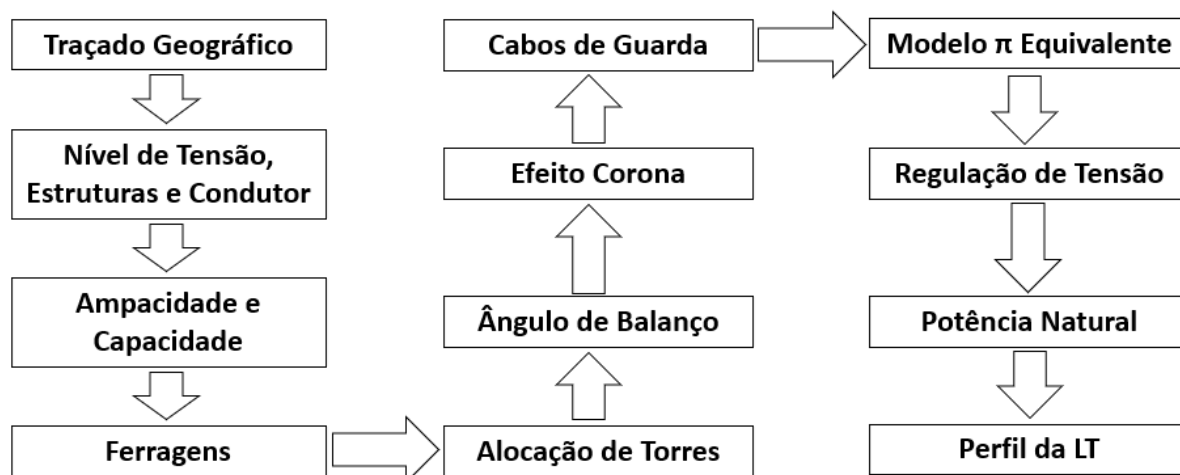 Traçado Geográfico
Nível de Tensão,
Estruturas e Condutor
Ampacidade e
Capacidade
Ferragens
Alocação de Torres
Ângulo de Balanço
Efeito Corona
Cabos de Guarda
Modelo π Equivalente
Regulação de Tensão
Potência Natural
Perfil da LT